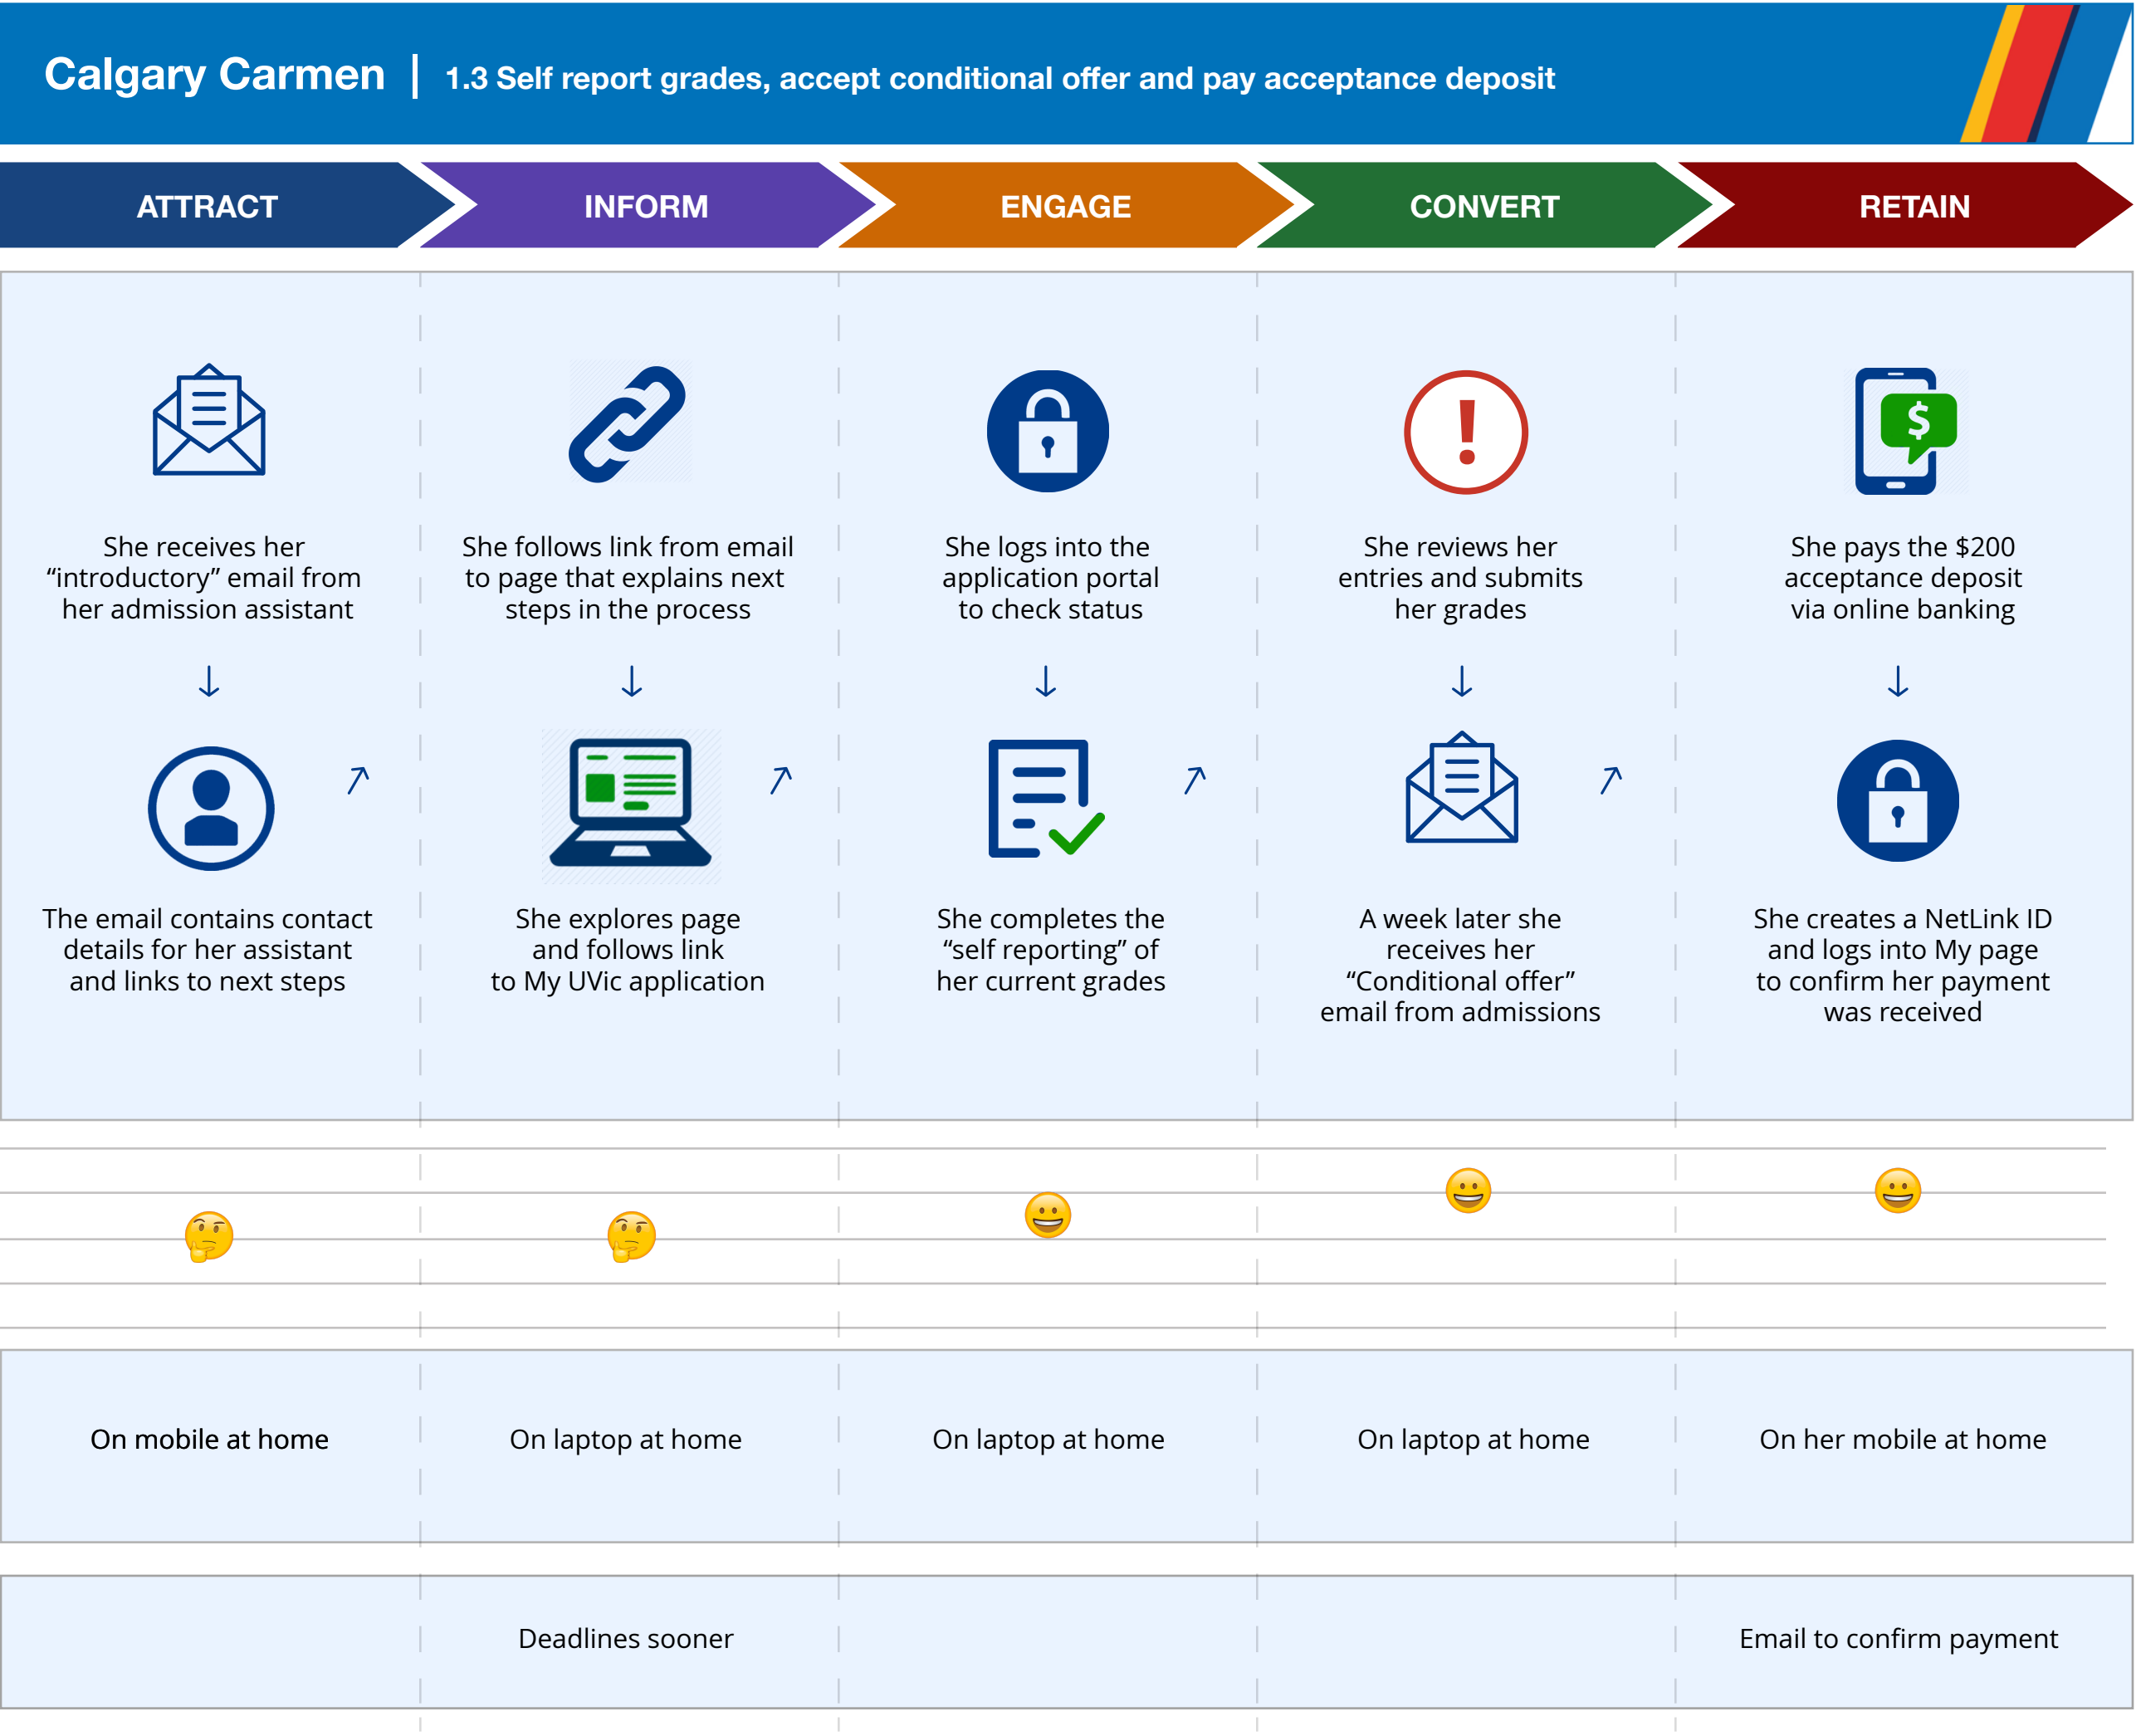 Calgary Carmen | 1.3 Self report grades, accept conditional offer and pay acceptance deposit
ATTRACT
INFORM
ENGAGE
CONVERT
RETAIN
She receives her
“introductory” email from
her admission assistant
She follows link from email
to page that explains next
steps in the process
She logs into the
application portal
to check status
She reviews her
entries and submits
her grades
$
She pays the $200
acceptance deposit
via online banking
The email contains contact
details for her assistant
and links to next steps
She explores page
and follows link
to My UVic application
She completes the
“self reporting” of
her current grades
A week later she
receives her
“Conditional offer”
email from admissions
She creates a NetLink ID
and logs into My page
to confirm her payment
was received
On mobile at home
On laptop at home
On laptop at home
On laptop at home
On her mobile at home
Deadlines sooner
Email to confirm payment